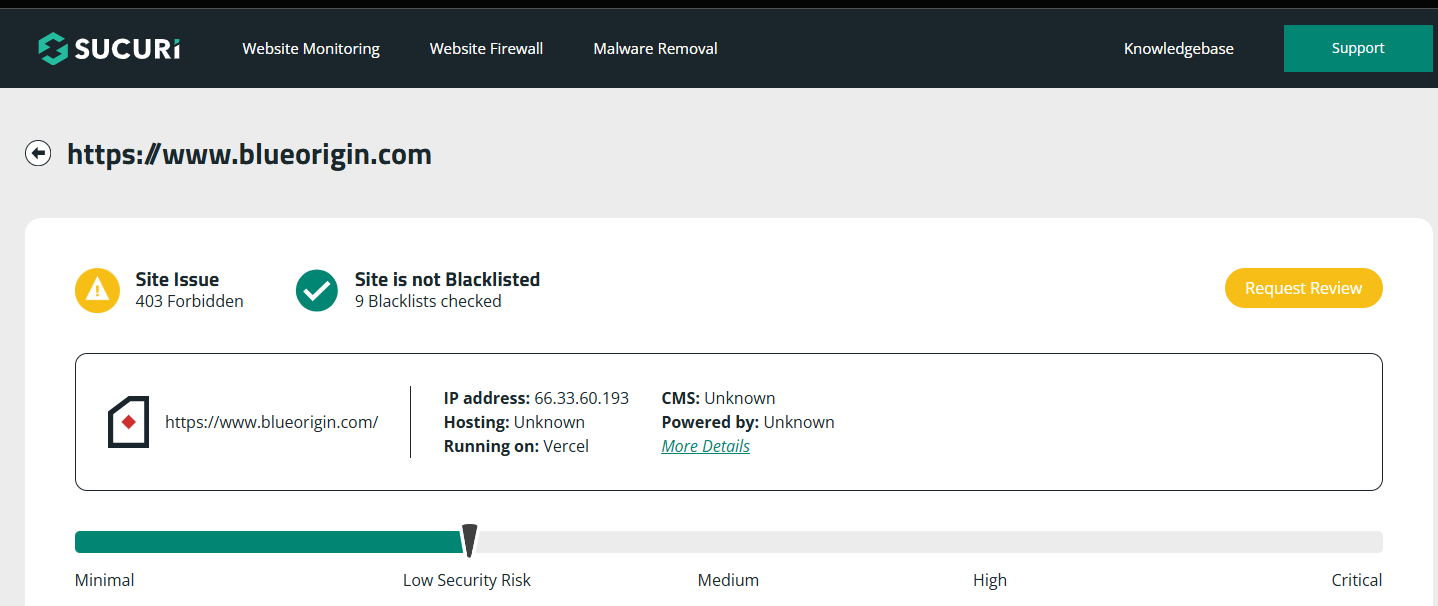 SUCURi Website Monitoring Website Firewall Malware Removal Knowledgebase Support
https://www.blueorigin.com
Site Issue
403 Forbidden
Site is not Blacklisted
9 Blacklists checked
Request Review
https://www.blueorigin.com/
IP address: 66.33.60.193
Hosting: Unknown
Running on: Vercel
CMS: Unknown
Powered by: Unknown
More Details
Minimal Low Security Risk Medium High Critical